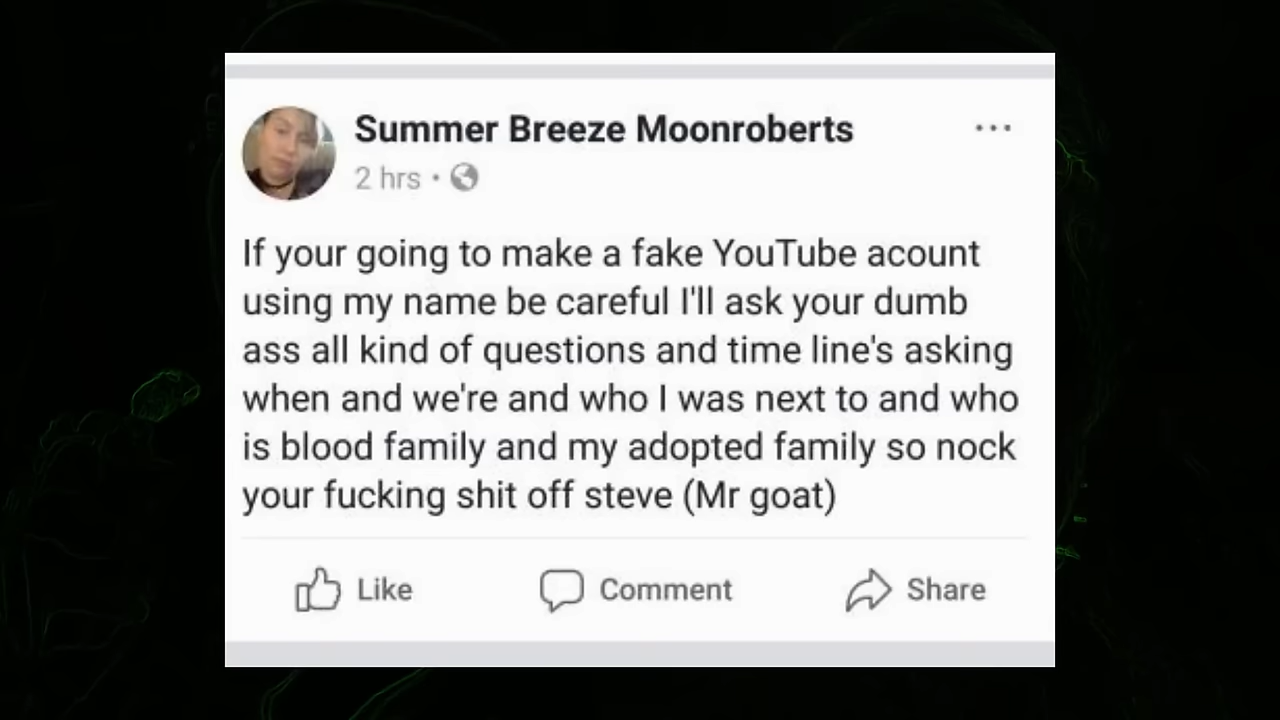 Summer Breeze Moonroberts
2 hrs •
If your going to make a fake YouTube acount
using my name be careful I'll ask your dumb
ass all kind of questions and time line's asking
when and we're and who I was next to and who
is blood family and my adopted family so nock
your fucking shit off steve (Mr goat)
Like Comment Share